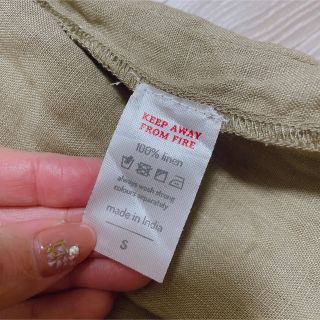 KEEP AWAY
FROM FIRE
100% linen
always wash strong
colours separately
made in India
S